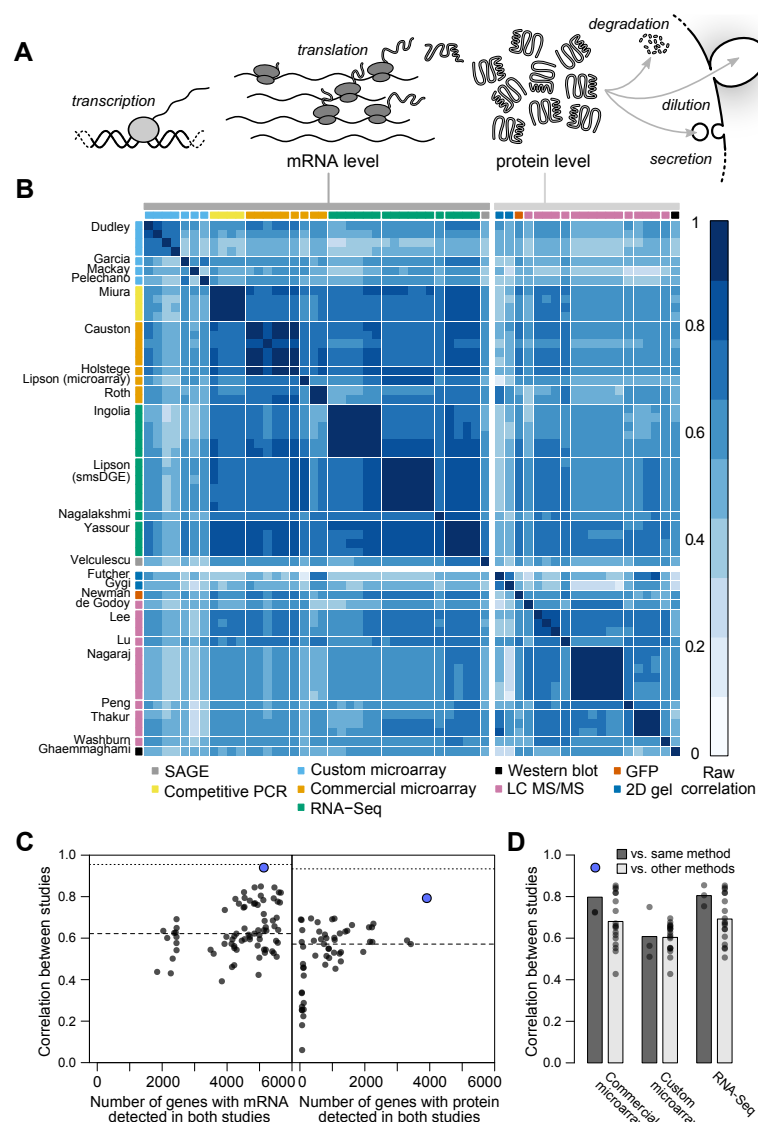 A
transcription
translation
degradation
dilution
secretion
mRNA level
protein level
B
Dudley
Garcia
Mackay
Pelechano
Miura
Causton
Holstege
Lipson (microarray)
Roth
Ingolia
Lipson
(smsDGE)
Nagalakshmi
Yassour
Velculescu
Futcher
Gygi
Newman
de Godoy
Lee
Lu
Nagaraj
Peng
Thakur
Washburn
Ghaemmaghami
1
0.8
0.6
0.4
0.2
0
Raw
correlation
SAGE
Competitive PCR
Custom microarray
Commercial microarray
RNA−Seq
Western blot
LC MS/MS
GFP
2D gel
C
Correlation between studies
1.0
0.8
0.6
0.4
0.2
0.0
0 2000 4000 6000
Number of genes with mRNA
detected in both studies
0 2000 4000 6000
Number of genes with protein
detected in both studies
D
Correlation between studies
1.0
0.8
0.6
0.4
0.2
0.0
vs. same method
vs. other methods
Commercial
microarray
Custom
microarray
RNA−Seq